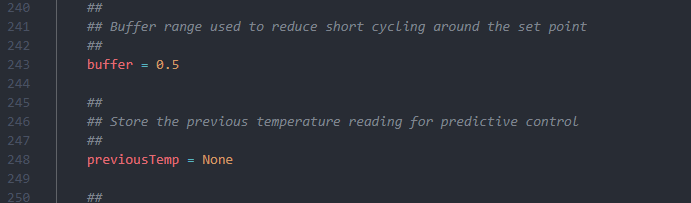 240 ##
241 ## Buffer range used to reduce short cycling around the set point
242 ##
243 buffer = 0.5
244
245 ##
246 ## Store the previous temperature reading for predictive control
247 ##
248 previousTemp = None
249
250 ##